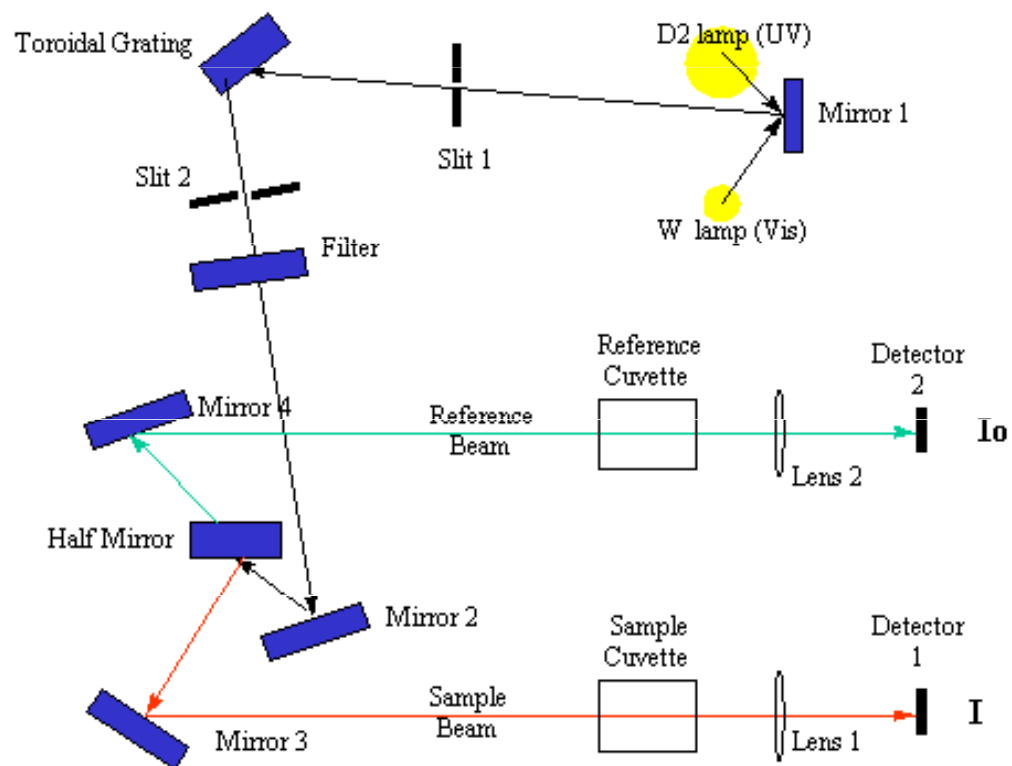 D2 lamp (UV)
Toroidal Grating
Mirror 1
Slit 1
Slit 2
W lamp (Vis)
Filter
Reference
Cuvette
Detector
2
Mirror 4
Reference
Beam
Io
Lens 2
Half Mirror
Mirror 2
Sample
Cuvette
Detector
1
Sample
Beam
I
Mirror 3
Lens 1